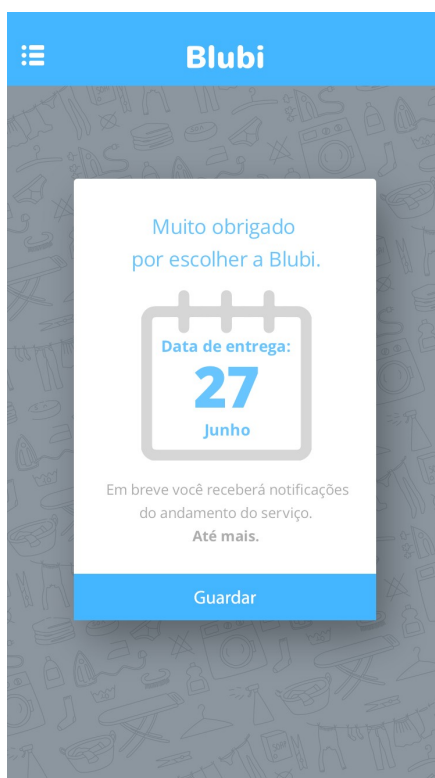 Blubi
Muito obrigado
por escolher a Blubi.
Data de entrega:
27
Junho
Em breve você receberá notificações
do andamento do serviço.
Até mais.
Guardar